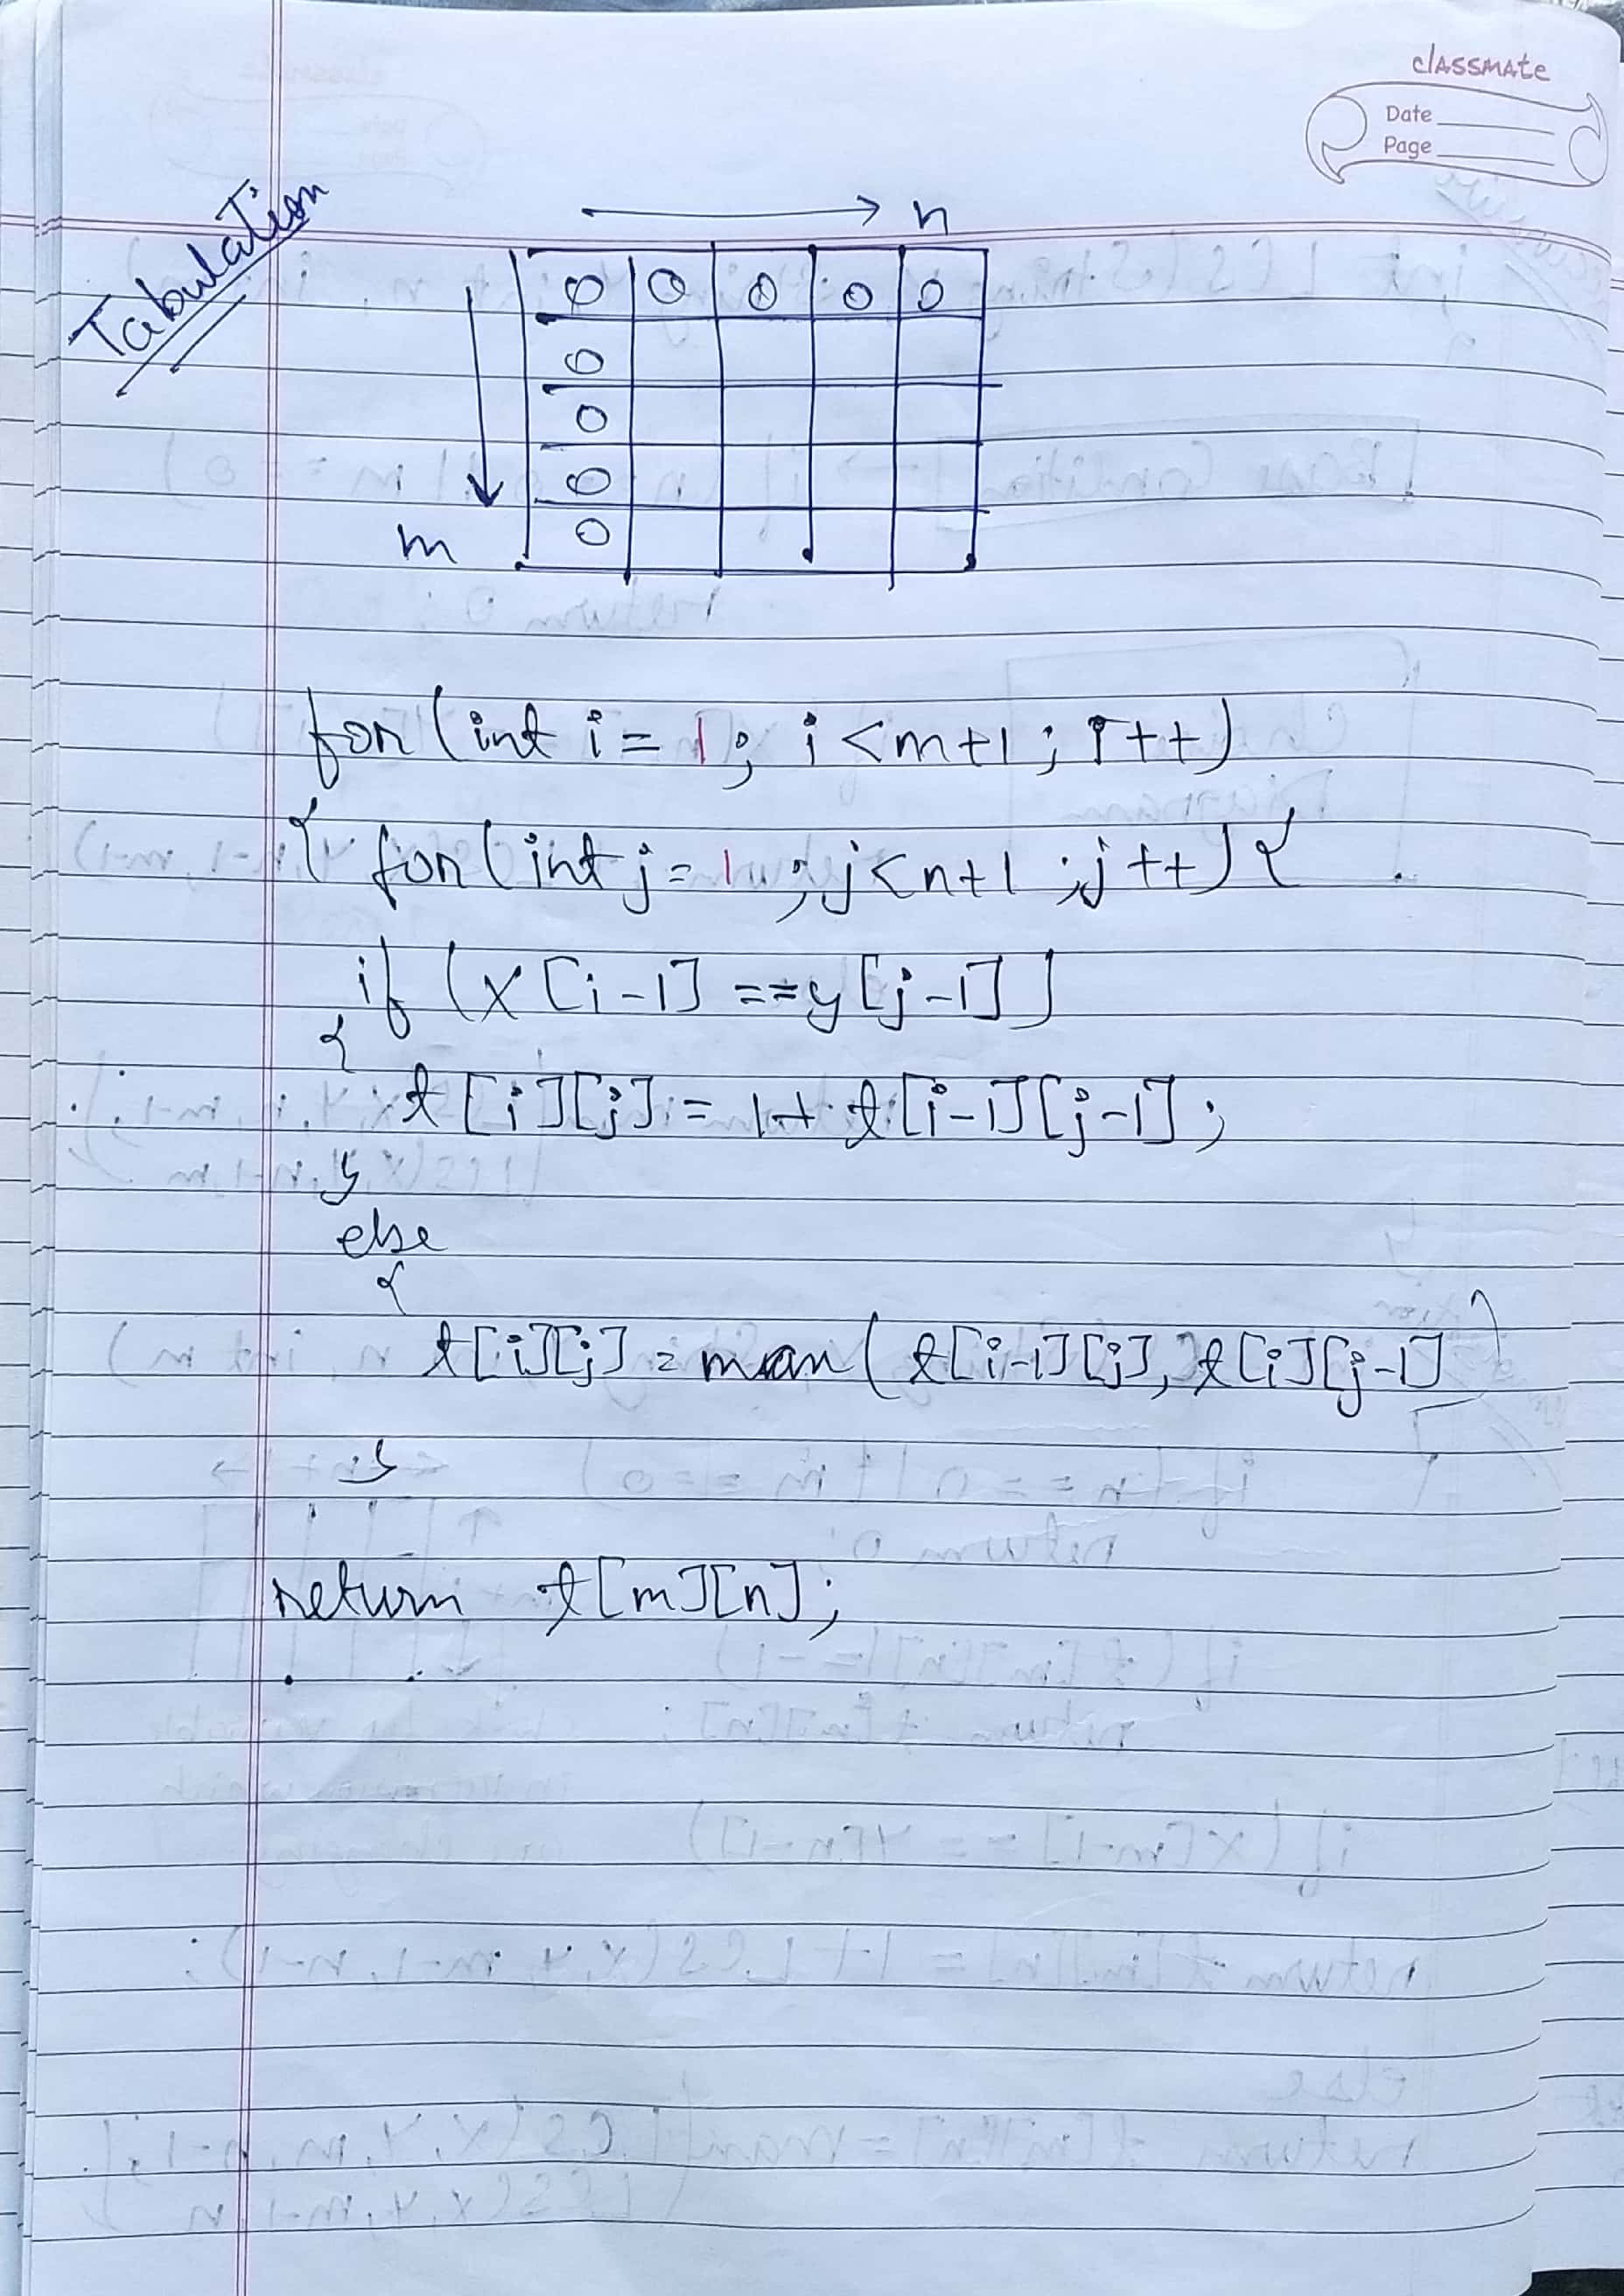 classmate
Date
Page
Tabulation
n
0 0 0 0 0
0
0
0
0
m
for (int i = 1; i < m+1; i++)
{ for (int j = 1; j < n+1; j++) {
if (x[i-1] == y[j-1])
{
t[i][j] = 1 + t[i-1][j-1];
}
else
{
t[i][j] = max(t[i-1][j], t[i][j-1])
}
return t[m][n];